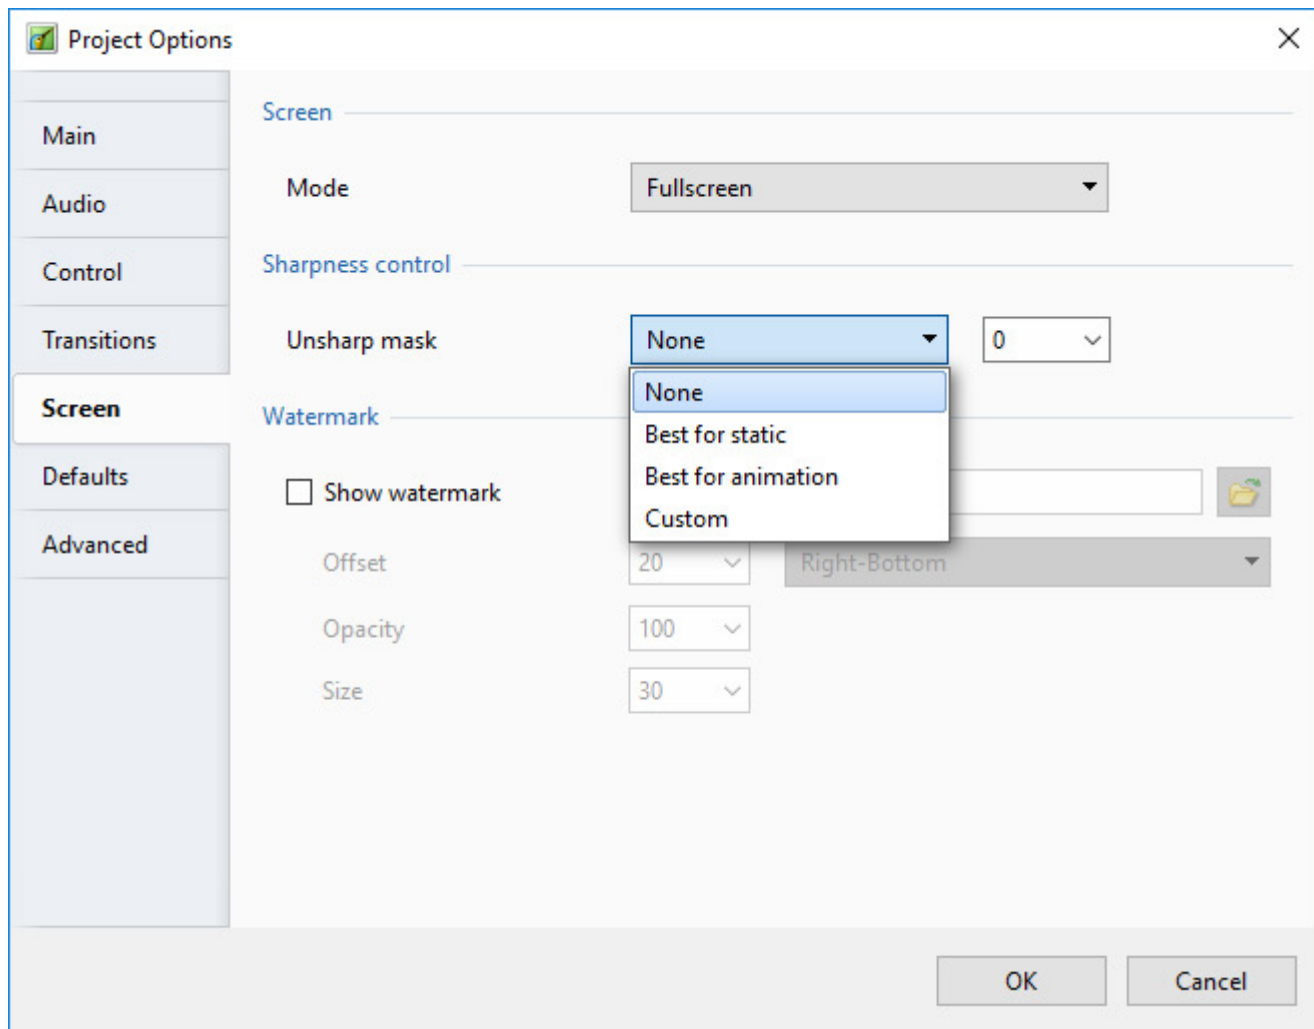 Project Options
Main
Audio
Control
Transitions
Screen
Defaults
Advanced
Screen
Mode Fullscreen
Sharpness control
Unsharp mask None 0
None
Best for static
Best for animation
Custom
Watermark
Show watermark
Offset 20 Right-Bottom
Opacity 100
Size 30
OK Cancel